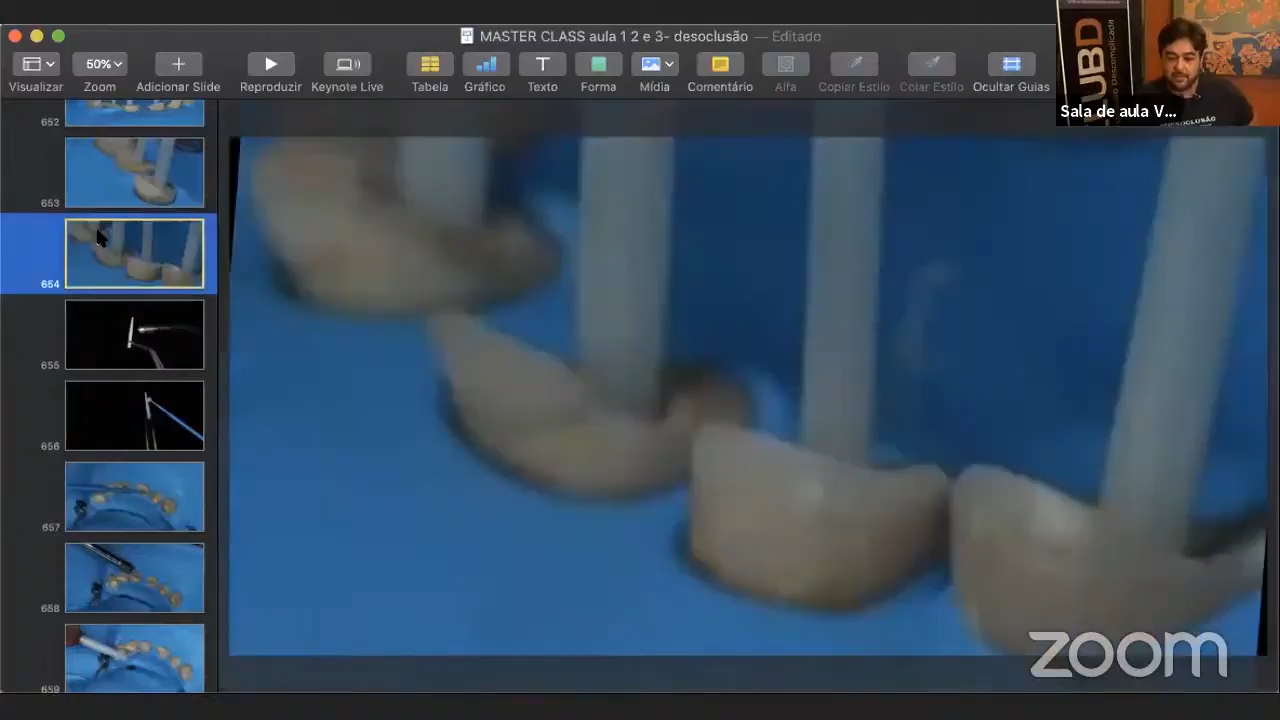 MASTER CLASS aula 1 2 e 3- desoclusão — Editado
50%
Visualizar
Zoom
Adicionar Slide
Reproduzir
Keynote Live
Tabela
Gráfico
Texto
Forma
Mídia
Comentário
Alfa
Copiar Estilo
Colar Estilo
Ocultar Guias
UBD
Descomplicada
Sala de aula V...
652
653
654
655
656
657
658
659
zoom